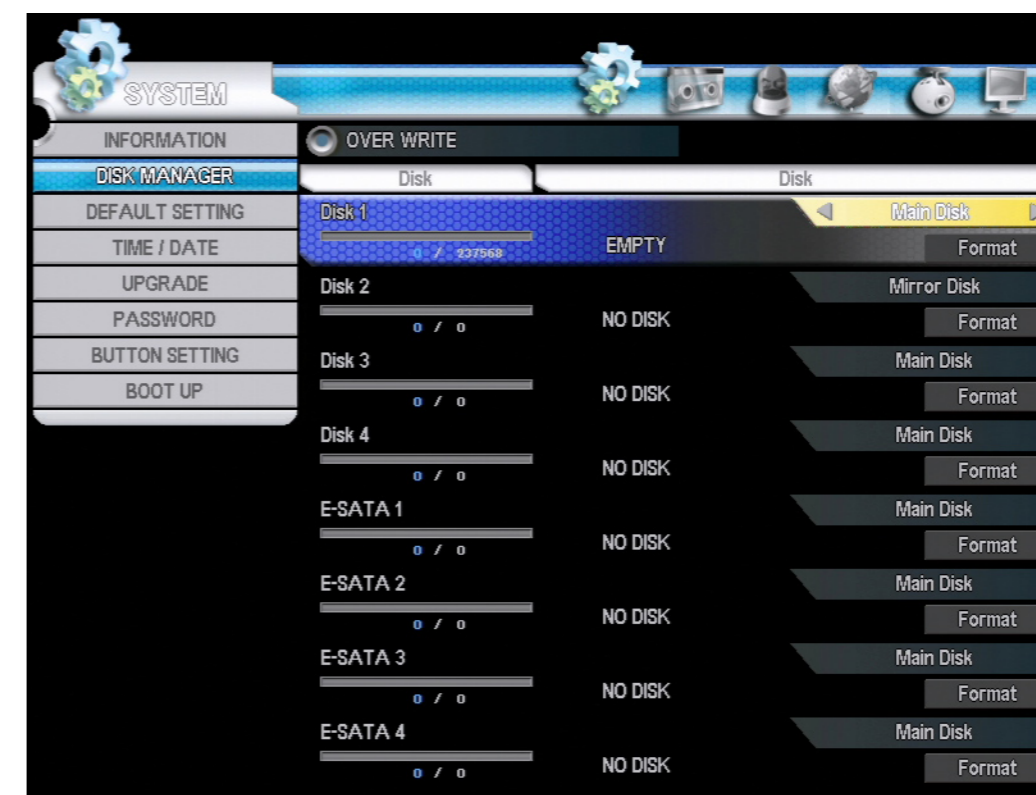 SYSTEM
INFORMATION
DISK MANAGER
DEFAULT SETTING
TIME / DATE
UPGRADE
PASSWORD
BUTTON SETTING
BOOT UP
OVER WRITE
Disk Disk
Disk 1 Main Disk
0 / 237568 EMPTY Format
Disk 2 Mirror Disk
0 / 0 NO DISK Format
Disk 3 Main Disk
0 / 0 NO DISK Format
Disk 4 Main Disk
0 / 0 NO DISK Format
E-SATA 1 Main Disk
0 / 0 NO DISK Format
E-SATA 2 Main Disk
0 / 0 NO DISK Format
E-SATA 3 Main Disk
0 / 0 NO DISK Format
E-SATA 4 Main Disk
0 / 0 NO DISK Format